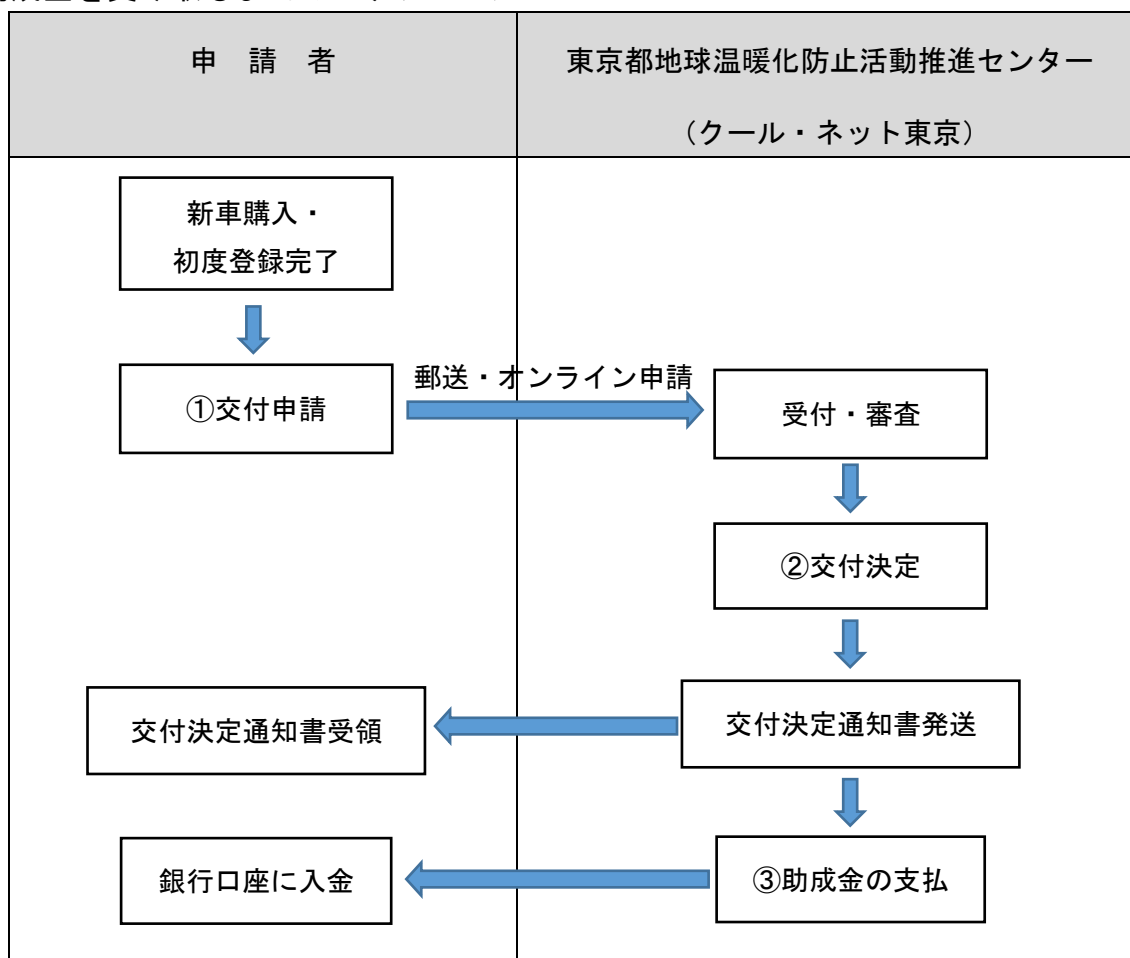 申 請 者
東京都地球温暖化防止活動推進センター
(クール・ネット東京)
新車購入・
初度登録完了
①交付申請
郵送・オンライン申請
受付・審査
②交付決定
交付決定通知書発送
交付決定通知書受領
③助成金の支払
銀行口座に入金